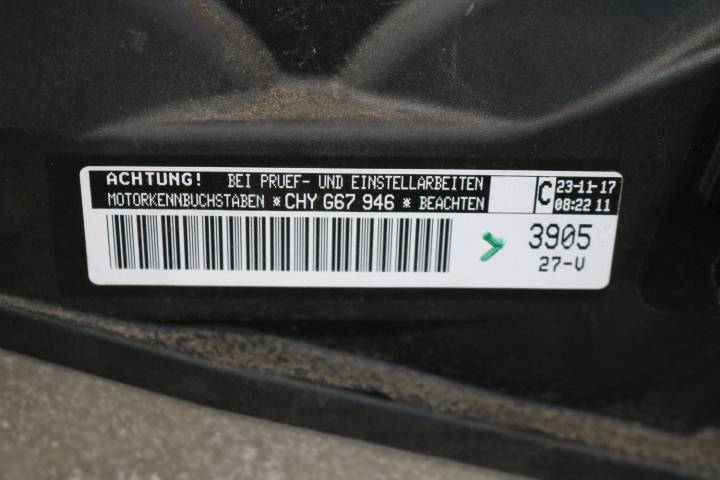 ACHTUNG! BEI PRUEF- UND EINSTELLARBEITEN
MOTORKENNBUCHSTABEN *CHY G67 946 * BEACHTEN
C 23-11-17
08:22 11
3905
27-V